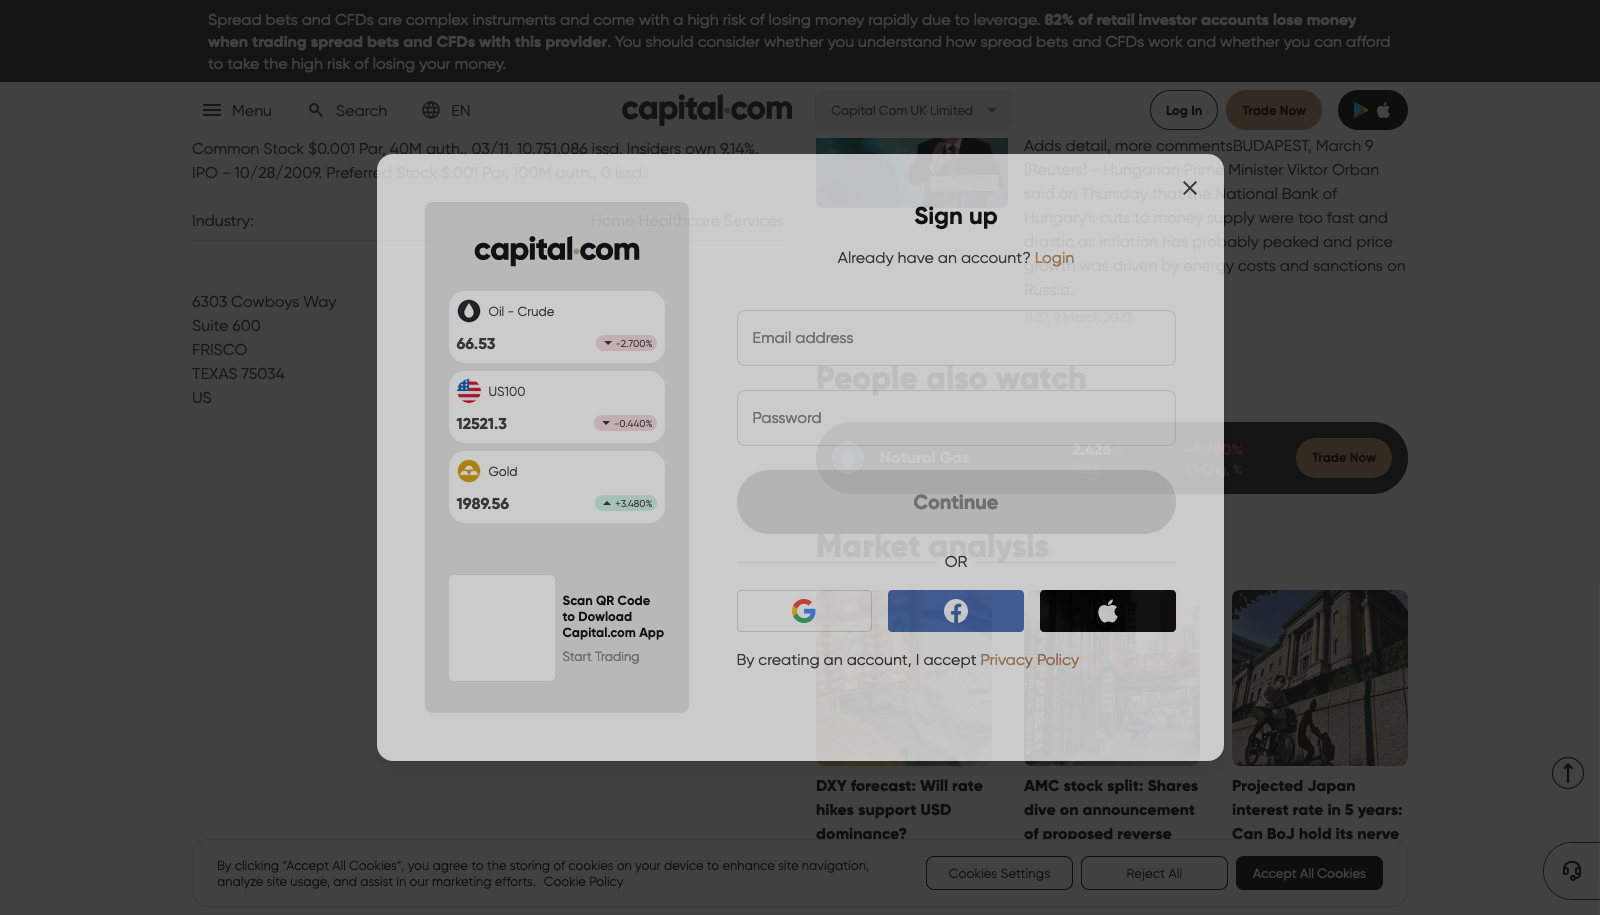 Spread bets and CFDs are complex instruments and come with a high risk of losing money rapidly due to leverage. 82% of retail investor accounts lose money
when trading spread bets and CFDs with this provider. You should consider whether you understand how spread bets and CFDs work and whether you can afford
to take the high risk of losing your money.
Menu
Search
EN
capital.com
Capital Com UK Limited
Log In
Trade Now
Common Stock $0.001 Par, 40M auth., 03/11, 10,751,086 issd. Insiders own 9.14%.
IPO - 10/28/2009. Preferred Stock $.001 Par, 100M auth., 0 issd.
Industry:
Home Healthcare Services
6303 Cowboys Way
Suite 600
FRISCO
TEXAS 75034
US
Adds detail, more commentsBUDAPEST, March 9
(Reuters) - Hungarian Prime Minister Viktor Orban
said on Thursday that the National Bank of
Hungary's cuts to money supply were too fast and
drastic as inflation has probably peaked and price
growth was driven by energy costs and sanctions on
Russia.
11:37, 9 March 2023
People also watch
Natural Gas
2.426
Price
1D Chg, %
Trade Now
Market analysis
DXY forecast: Will rate
hikes support USD
dominance?
AMC stock split: Shares
dive on announcement
of proposed reverse
Projected Japan
interest rate in 5 years:
Can BoJ hold its nerve
capital.com
Oil - Crude
66.53
-2.700%
US100
12521.3
-0.440%
Gold
1989.56
+3.480%
Scan QR Code
to Dowload
Capital.com App
Start Trading
Sign up
Already have an account? Login
Email address
Password
Continue
OR
By creating an account, I accept Privacy Policy
By clicking “Accept All Cookies”, you agree to the storing of cookies on your device to enhance site navigation,
analyze site usage, and assist in our marketing efforts. Cookie Policy
Cookies Settings
Reject All
Accept All Cookies